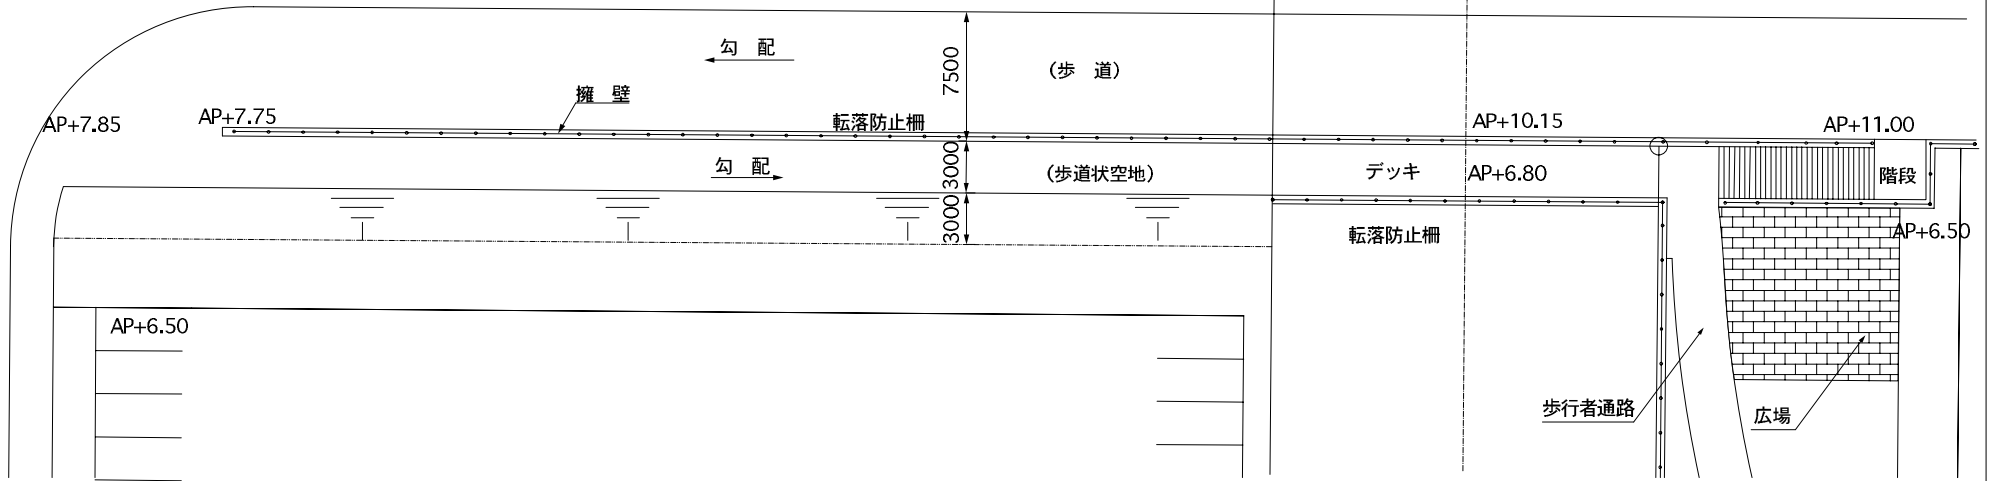 勾 配
7500
(歩 道)
擁 壁
AP+7.85
AP+7.75
転落防止柵
AP+10.15
AP+11.00
勾 配
3000
(歩道状空地)
デッキ
AP+6.80
階段
3000
転落防止柵
AP+6.50
AP+6.50
歩行者通路
広場